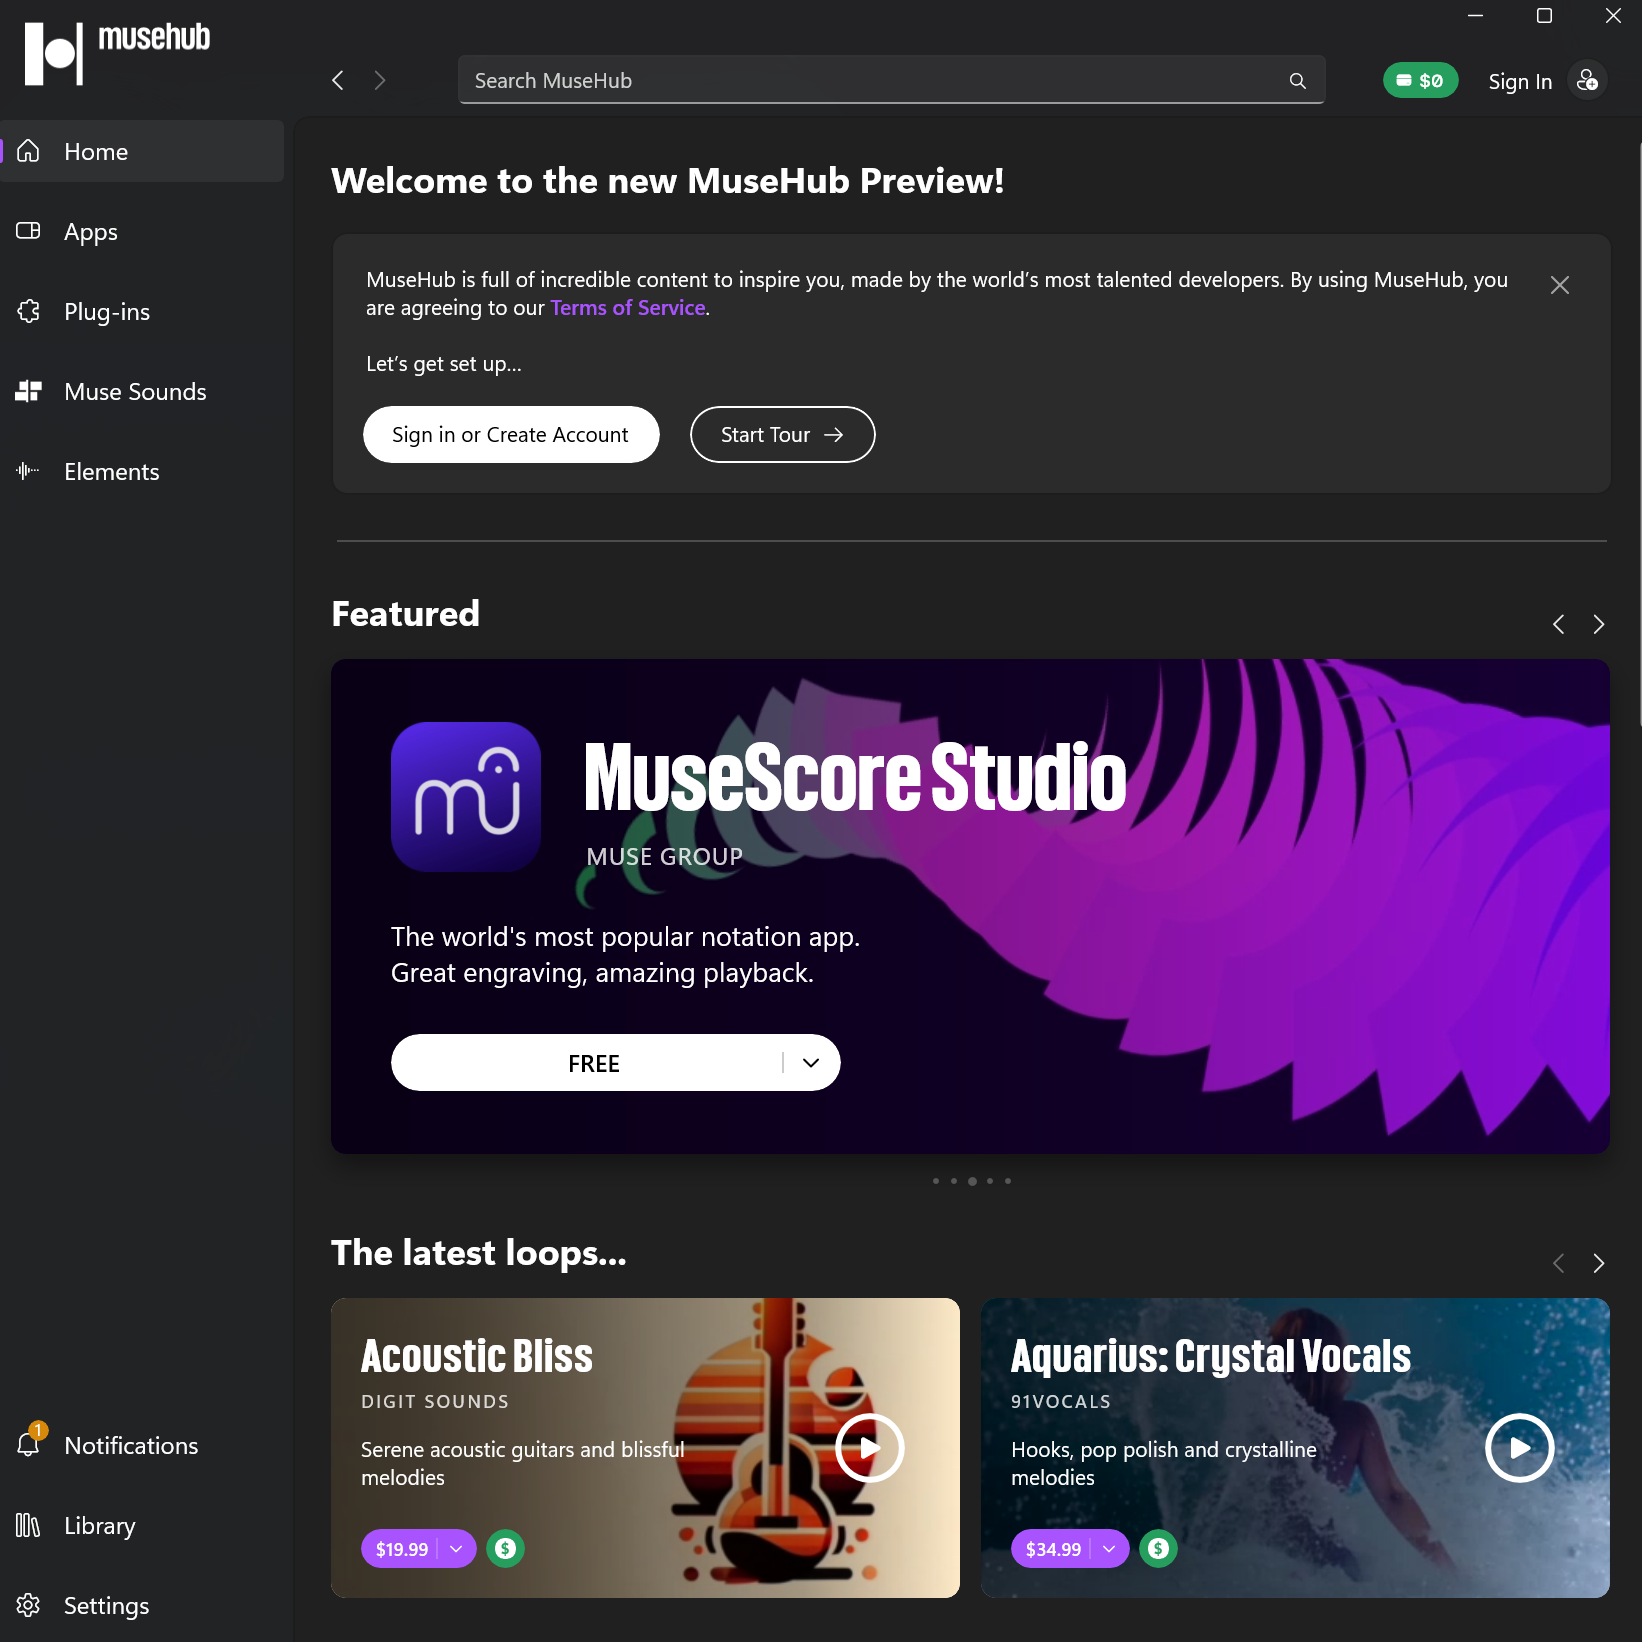 musehub
Search MuseHub
$0
Sign In
Home
Apps
Plug-ins
Muse Sounds
Elements
Welcome to the new MuseHub Preview!
MuseHub is full of incredible content to inspire you, made by the world’s most talented developers. By using MuseHub, you
are agreeing to our Terms of Service.
Let’s get set up...
Sign in or Create Account
Start Tour
Featured
MuseScore Studio
MUSE GROUP
The world's most popular notation app.
Great engraving, amazing playback.
FREE
The latest loops...
Acoustic Bliss
DIGIT SOUNDS
Serene acoustic guitars and blissful
melodies
$19.99
$
Aquarius: Crystal Vocals
91VOCALS
Hooks, pop polish and crystalline
melodies
$34.99
$
1
Notifications
Library
Settings